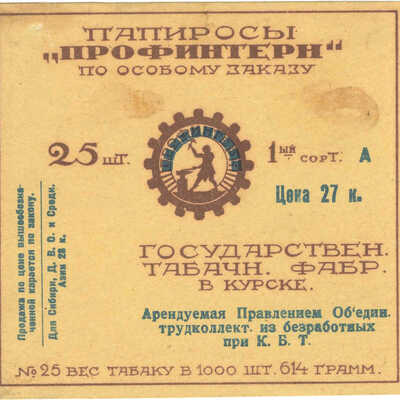 ПАПИРОСЫ
„ПРОФИНТЕРН“
ПО ОСОБОМУ ЗАКАЗУ
25 ШТ.
1ый СОРТ. А
Цена 27 к.
Продажа по цене вышеобозна-
ченной карается по закону.
Для Сибири, Д. В. О. и Средн.
Азии 28 к.
ГОСУДАРСТВЕН.
ТАБАЧН. ФАБР.
В КУРСКЕ.
Арендуемая Правлением Об'един.
трудколлект. из безработных
при К. Б. Т.
№ 25 ВЕС ТАБАКУ В 1000 ШТ. 614 ГРАММ.